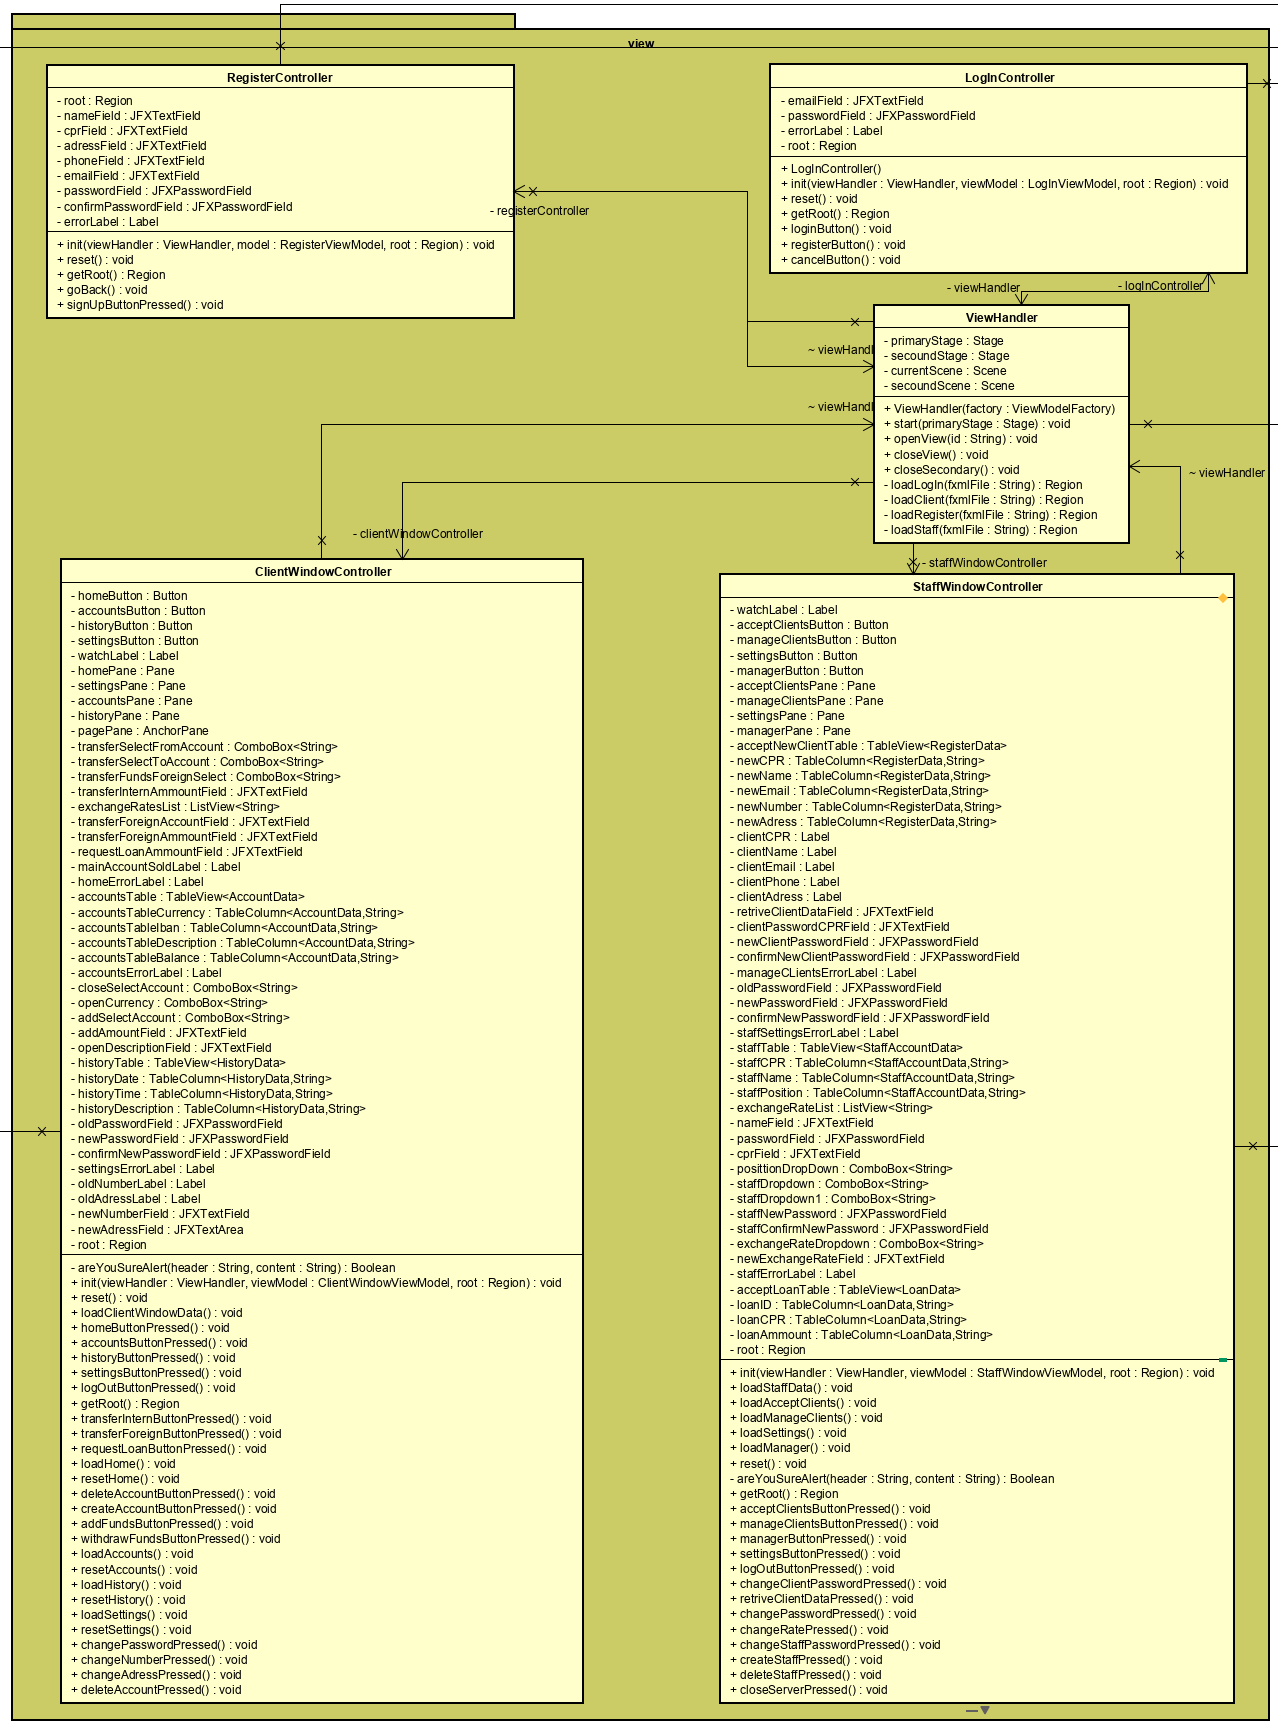 view
RegisterController
- root : Region
- nameField : JFXTextField
- cprField : JFXTextField
- adressField : JFXTextField
- phoneField : JFXTextField
- emailField : JFXTextField
- passwordField : JFXPasswordField
- confirmPasswordField : JFXPasswordField
- errorLabel : Label
+ init(viewHandler : ViewHandler, model : RegisterViewModel, root : Region) : void
+ reset() : void
+ getRoot() : Region
+ goBack() : void
+ signUpButtonPressed() : void
LogInController
- emailField : JFXTextField
- passwordField : JFXPasswordField
- errorLabel : Label
- root : Region
+ LogInController()
+ init(viewHandler : ViewHandler, viewModel : LogInViewModel, root : Region) : void
+ reset() : void
+ getRoot() : Region
+ loginButton() : void
+ registerButton() : void
+ cancelButton() : void
- registerController
- viewHandler
- logInController
ViewHandler
- primaryStage : Stage
- secoundStage : Stage
- currentScene : Scene
- secoundScene : Scene
+ ViewHandler(factory : ViewModelFactory)
+ start(primaryStage : Stage) : void
+ openView(id : String) : void
+ closeView() : void
+ closeSecondary() : void
- loadLogIn(fxmlFile : String) : Region
- loadClient(fxmlFile : String) : Region
- loadRegister(fxmlFile : String) : Region
- loadStaff(fxmlFile : String) : Region
~ viewHandl
~ viewHandl
~ viewHandler
- clientWindowController
- staffWindowController
ClientWindowController
- homeButton : Button
- accountsButton : Button
- historyButton : Button
- settingsButton : Button
- watchLabel : Label
- homePane : Pane
- settingsPane : Pane
- accountsPane : Pane
- historyPane : Pane
- pagePane : AnchorPane
- transferSelectFromAccount : ComboBox<String>
- transferSelectToAccount : ComboBox<String>
- transferFundsForeignSelect : ComboBox<String>
- transferInternAmmountField : JFXTextField
- exchangeRatesList : ListView<String>
- transferForeignAccountField : JFXTextField
- transferForeignAmmountField : JFXTextField
- requestLoanAmmountField : JFXTextField
- mainAccountSoldLabel : Label
- homeErrorLabel : Label
- accountsTable : TableView<AccountData>
- accountsTableCurrency : TableColumn<AccountData,String>
- accountsTableIban : TableColumn<AccountData,String>
- accountsTableDescription : TableColumn<AccountData,String>
- accountsTableBalance : TableColumn<AccountData,String>
- accountsErrorLabel : Label
- closeSelectAccount : ComboBox<String>
- openCurrency : ComboBox<String>
- addSelectAccount : ComboBox<String>
- addAmountField : JFXTextField
- openDescriptionField : JFXTextField
- historyTable : TableView<HistoryData>
- historyDate : TableColumn<HistoryData,String>
- historyTime : TableColumn<HistoryData,String>
- historyDescription : TableColumn<HistoryData,String>
- oldPasswordField : JFXPasswordField
- newPasswordField : JFXPasswordField
- confirmNewPasswordField : JFXPasswordField
- settingsErrorLabel : Label
- oldNumberLabel : Label
- oldAdressLabel : Label
- newNumberField : JFXTextField
- newAdressField : JFXTextArea
- root : Region
- areYouSureAlert(header : String, content : String) : Boolean
+ init(viewHandler : ViewHandler, viewModel : ClientWindowViewModel, root : Region) : void
+ reset() : void
+ loadClientWindowData() : void
+ homeButtonPressed() : void
+ accountsButtonPressed() : void
+ historyButtonPressed() : void
+ settingsButtonPressed() : void
+ logOutButtonPressed() : void
+ getRoot() : Region
+ transferInternButtonPressed() : void
+ transferForeignButtonPressed() : void
+ requestLoanButtonPressed() : void
+ loadHome() : void
+ resetHome() : void
+ deleteAccountButtonPressed() : void
+ createAccountButtonPressed() : void
+ addFundsButtonPressed() : void
+ withdrawFundsButtonPressed() : void
+ loadAccounts() : void
+ resetAccounts() : void
+ loadHistory() : void
+ resetHistory() : void
+ loadSettings() : void
+ resetSettings() : void
+ changePasswordPressed() : void
+ changeNumberPressed() : void
+ changeAdressPressed() : void
+ deleteAccountPressed() : void
StaffWindowController
- watchLabel : Label
- acceptClientsButton : Button
- manageClientsButton : Button
- settingsButton : Button
- managerButton : Button
- acceptClientsPane : Pane
- manageClientsPane : Pane
- settingsPane : Pane
- managerPane : Pane
- acceptNewClientTable : TableView<RegisterData>
- newCPR : TableColumn<RegisterData,String>
- newName : TableColumn<RegisterData,String>
- newEmail : TableColumn<RegisterData,String>
- newNumber : TableColumn<RegisterData,String>
- newAdress : TableColumn<RegisterData,String>
- clientCPR : Label
- clientName : Label
- clientEmail : Label
- clientPhone : Label
- clientAdress : Label
- retriveClientDataField : JFXTextField
- clientPasswordCPRField : JFXTextField
- newClientPasswordField : JFXPasswordField
- confirmNewClientPasswordField : JFXPasswordField
- manageCLientsErrorLabel : Label
- oldPasswordField : JFXPasswordField
- newPasswordField : JFXPasswordField
- confirmNewPasswordField : JFXPasswordField
- staffSettingsErrorLabel : Label
- staffTable : TableView<StaffAccountData>
- staffCPR : TableColumn<StaffAccountData,String>
- staffName : TableColumn<StaffAccountData,String>
- staffPosition : TableColumn<StaffAccountData,String>
- exchangeRateList : ListView<String>
- nameField : JFXTextField
- passwordField : JFXPasswordField
- cprField : JFXTextField
- posittionDropDown : ComboBox<String>
- staffDropdown : ComboBox<String>
- staffDropdown1 : ComboBox<String>
- staffNewPassword : JFXPasswordField
- staffConfirmNewPassword : JFXPasswordField
- exchangeRateDropdown : ComboBox<String>
- newExchangeRateField : JFXTextField
- staffErrorLabel : Label
- acceptLoanTable : TableView<LoanData>
- loanID : TableColumn<LoanData,String>
- loanCPR : TableColumn<LoanData,String>
- loanAmmount : TableColumn<LoanData,String>
- root : Region
+ init(viewHandler : ViewHandler, viewModel : StaffWindowViewModel, root : Region) : void
+ loadStaffData() : void
+ loadAcceptClients() : void
+ loadManageClients() : void
+ loadSettings() : void
+ loadManager() : void
+ reset() : void
- areYouSureAlert(header : String, content : String) : Boolean
+ getRoot() : Region
+ acceptClientsButtonPressed() : void
+ manageClientsButtonPressed() : void
+ managerButtonPressed() : void
+ settingsButtonPressed() : void
+ logOutButtonPressed() : void
+ changeClientPasswordPressed() : void
+ retriveClientDataPressed() : void
+ changePasswordPressed() : void
+ changeRatePressed() : void
+ changeStaffPasswordPressed() : void
+ createStaffPressed() : void
+ deleteStaffPressed() : void
+ closeServerPressed() : void